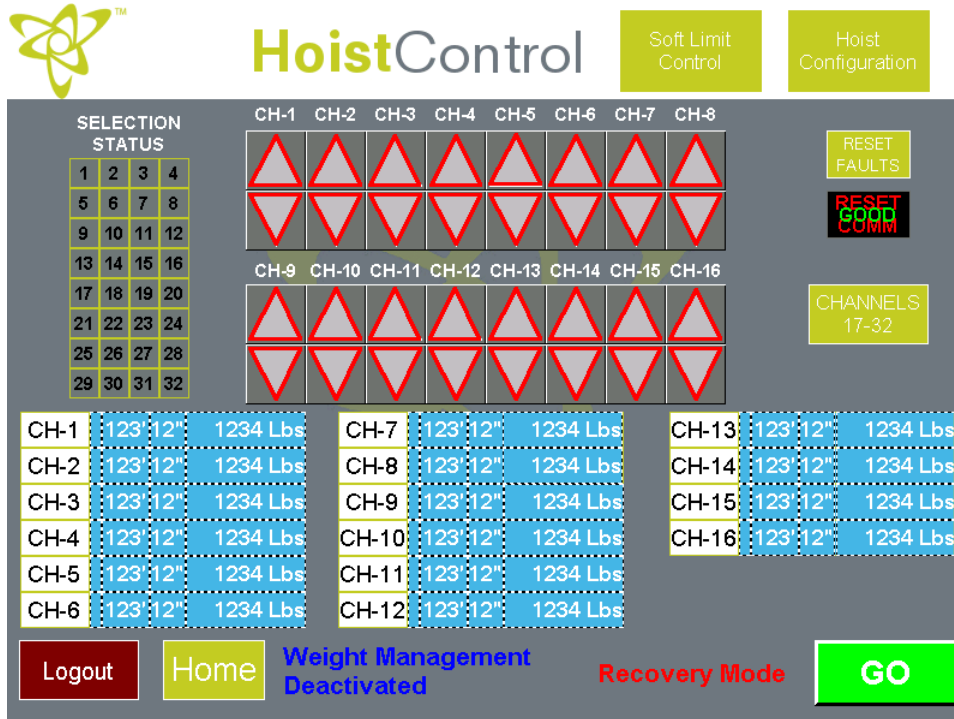 TM
HoistControl
Soft Limit
Control
Hoist
Configuration
SELECTION
STATUS
1 2 3 4
5 6 7 8
9 10 11 12
13 14 15 16
17 18 19 20
21 22 23 24
25 26 27 28
29 30 31 32
CH-1 CH-2 CH-3 CH-4 CH-5 CH-6 CH-7 CH-8
CH-9 CH-10 CH-11 CH-12 CH-13 CH-14 CH-15 CH-16
RESET
FAULTS
RESET
GOOD
COMM
CHANNELS
17-32
CH-1 123' 12" 1234 Lbs
CH-2 123' 12" 1234 Lbs
CH-3 123' 12" 1234 Lbs
CH-4 123' 12" 1234 Lbs
CH-5 123' 12" 1234 Lbs
CH-6 123' 12" 1234 Lbs
CH-7 123' 12" 1234 Lbs
CH-8 123' 12" 1234 Lbs
CH-9 123' 12" 1234 Lbs
CH-10 123' 12" 1234 Lbs
CH-11 123' 12" 1234 Lbs
CH-12 123' 12" 1234 Lbs
CH-13 123' 12" 1234 Lbs
CH-14 123' 12" 1234 Lbs
CH-15 123' 12" 1234 Lbs
CH-16 123' 12" 1234 Lbs
Logout
Home
Weight Management
Deactivated
Recovery Mode
GO